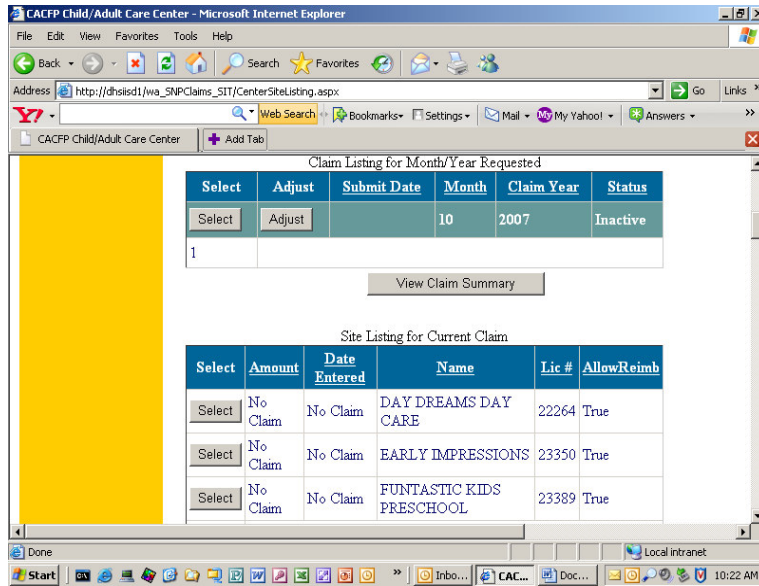 CACFP Child/Adult Care Center - Microsoft Internet Explorer
File Edit View Favorites Tools Help
Back Search Favorites
Address http://dhsiisd1/wa_SNPClaims_SIT/CenterSiteListing.aspx Go Links »
Y! Web Search Bookmarks Settings Mail My My Yahoo! Answers »
CACFP Child/Adult Care Center Add Tab
Claim Listing for Month/Year Requested
Select Adjust Submit Date Month Claim Year Status
Select Adjust 10 2007 Inactive
1
View Claim Summary
Site Listing for Current Claim
Select Amount Date Entered Name Lic # AllowReimb
Select No Claim No Claim DAY DREAMS DAY CARE 22264 True
Select No Claim No Claim EARLY IMPRESSIONS 23350 True
Select No Claim No Claim FUNTASTIC KIDS PRESCHOOL 23389 True
Done Local intranet
Start » Inbo... CAC... Doc... 10:22 AM